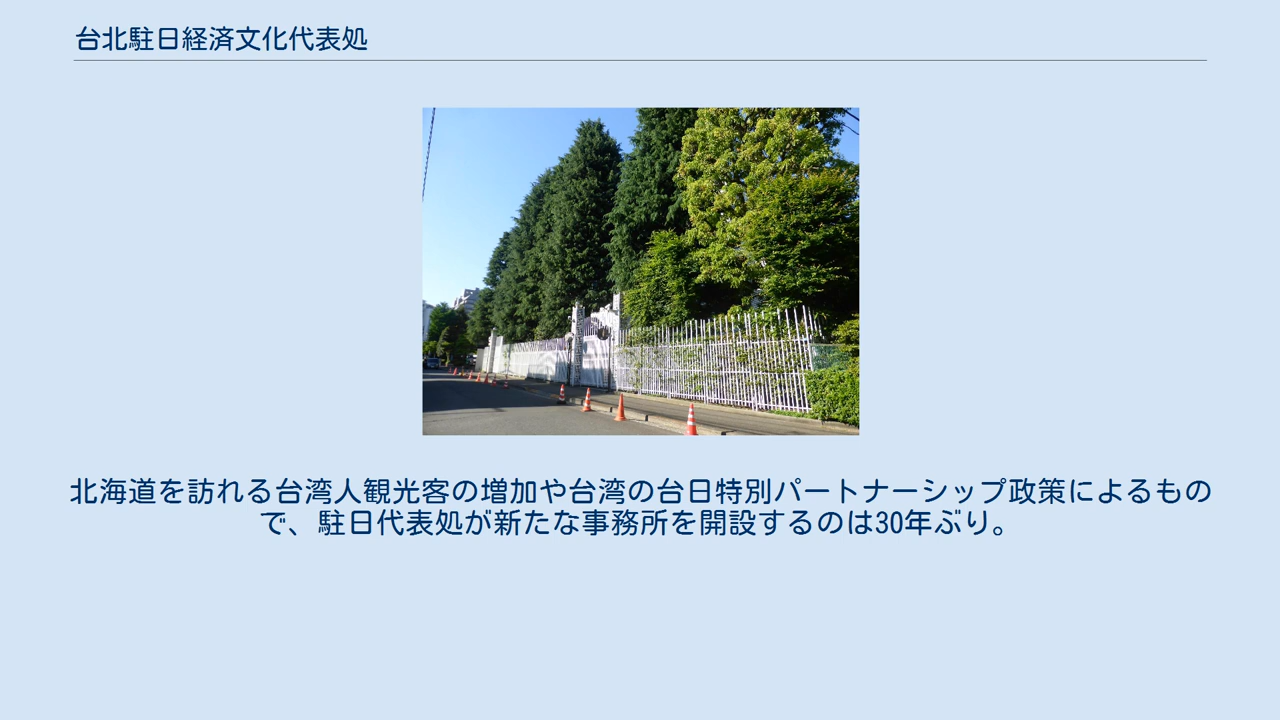 台北駐日経済文化代表処
北海道を訪れる台湾人観光客の増加や台湾の台日特別パートナーシップ政策によるもの
で、駐日代表処が新たな事務所を開設するのは30年ぶり。